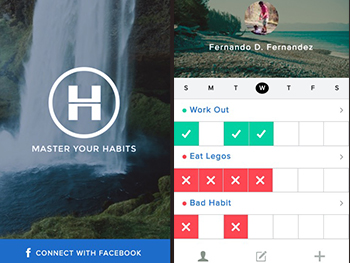 H
MASTER YOUR HABITS
f CONNECT WITH FACEBOOK
Fernando D. Fernandez
S M T W T F S
Work Out
Eat Legos
Bad Habit